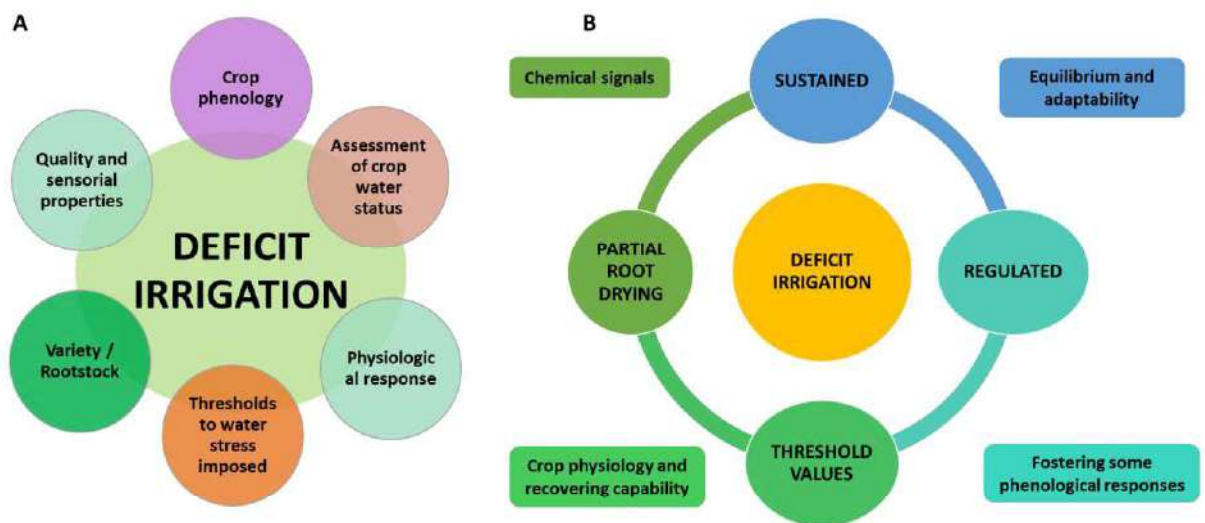 A
Crop
phenology
Quality and
sensorial
properties
Assessment
of crop
water
status
DEFICIT
IRRIGATION
Variety /
Rootstock
Physiologic
al response
Thresholds
to water
stress
imposed
B
Chemical signals
SUSTAINED
Equilibrium and
adaptability
PARTIAL
ROOT
DRYING
DEFICIT
IRRIGATION
REGULATED
Crop physiology and
recovering capability
THRESHOLD
VALUES
Fostering some
phenological responses